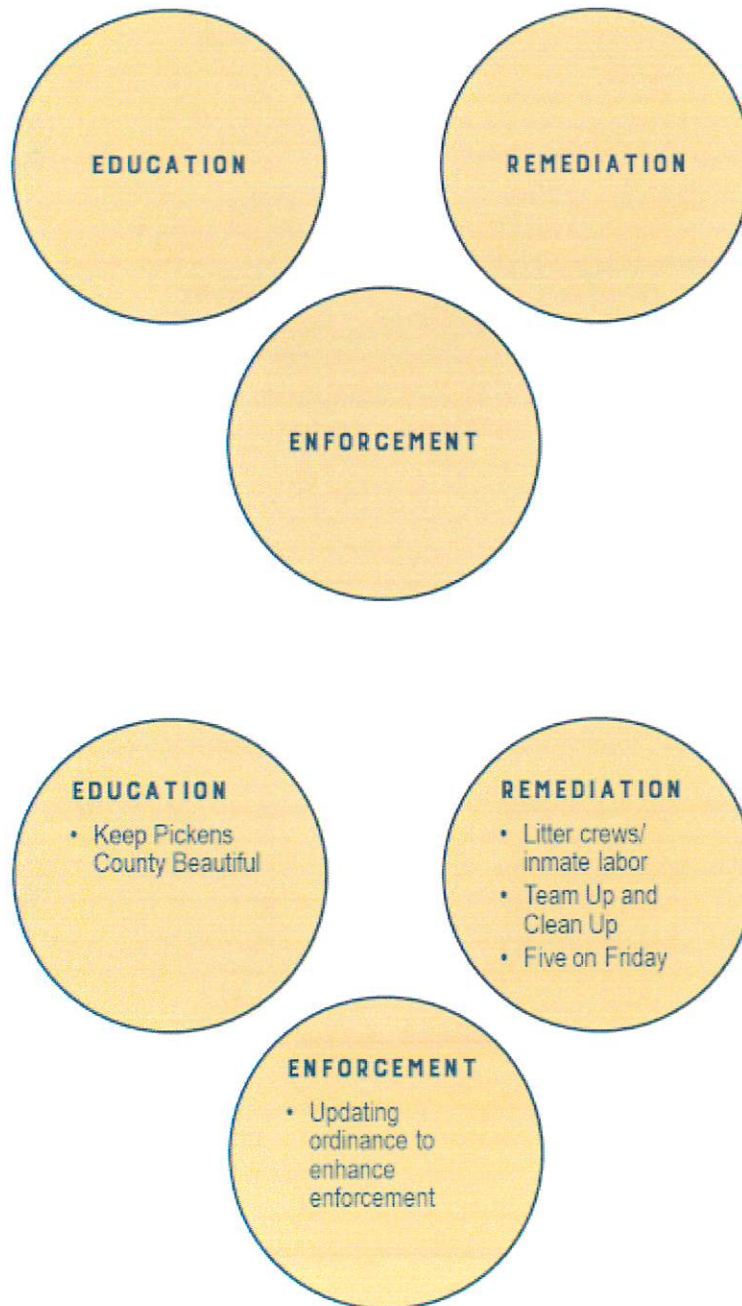 EDUCATION
REMEDIATION
ENFORCEMENT
EDUCATION
• Keep Pickens
County Beautiful
REMEDIATION
• Litter crews/
inmate labor
• Team Up and
Clean Up
• Five on Friday
ENFORCEMENT
• Updating
ordinance to
enhance
enforcement